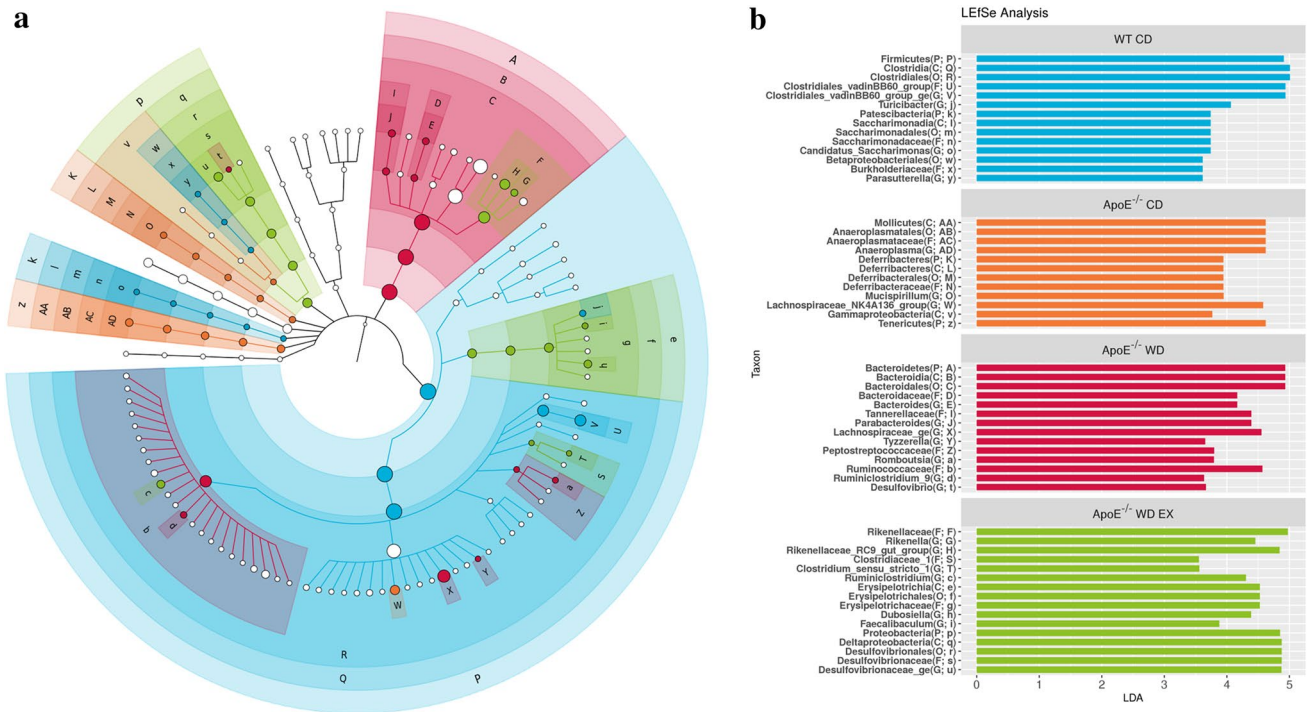 a
A
B
C
I
J
D
E
F
H
G
p
q
r
s
t
u
v
w
x
y
K
L
M
N
O
k
l
m
n
o
z
AA
AB
AC
AD
e
f
g
j
i
h
U
V
T
S
a
Z
Y
X
W
c
d
b
R
Q
P
b
LEfSe Analysis
WT CD
Firmicutes(P; P)
Clostridia(C; Q)
Clostridiales(O; R)
Clostridiales_vadinBB60_group(F; U)
Clostridiales_vadinBB60_group_ge(G; V)
Turicibacter(G; j)
Patescibacteria(P; k)
Saccharimonadia(C; l)
Saccharimonadales(O; m)
Saccharimonadaceae(F; n)
Candidatus_Saccharimonas(G; o)
Betaproteobacteriales(O; w)
Burkholderiaceae(F; x)
Parasutterella(G; y)
ApoE-/- CD
Mollicutes(C; AA)
Anaeroplasmatales(O; AB)
Anaeroplasmataceae(F; AC)
Anaeroplasma(G; AD)
Deferribacteres(P; K)
Deferribacteres(C; L)
Deferribacterales(O; M)
Deferribacteraceae(F; N)
Mucispirillum(G; O)
Lachnospiraceae_NK4A136_group(G; W)
Gammaproteobacteria(C; v)
Tenericutes(P; z)
Taxon
ApoE-/- WD
Bacteroidetes(P; A)
Bacteroidia(C; B)
Bacteroidales(O; C)
Bacteroidaceae(F; D)
Bacteroides(G; E)
Tannerellaceae(F; I)
Parabacteroides(G; J)
Lachnospiraceae_ge(G; X)
Tyzzerella(G; Y)
Peptostreptococcaceae(F; Z)
Romboutsia(G; a)
Ruminococcaceae(F; b)
Ruminiclostridium_9(G; d)
Desulfovibrio(G; t)
ApoE-/- WD EX
Rikenellaceae(F; F)
Rikenella(G; G)
Rikenellaceae_RC9_gut_group(G; H)
Clostridiaceae_1(F; S)
Clostridium_sensu_stricto_1(G; T)
Ruminiclostridium(G; c)
Erysipelotrichia(C; e)
Erysipelotrichales(O; f)
Erysipelotrichaceae(F; g)
Dubosiella(G; h)
Faecalibaculum(G; i)
Proteobacteria(P; p)
Deltaproteobacteria(C; q)
Desulfovibrionales(O; r)
Desulfovibrionaceae(F; s)
Desulfovibrionaceae_ge(G; u)
0 1 2 3 4 5
LDA